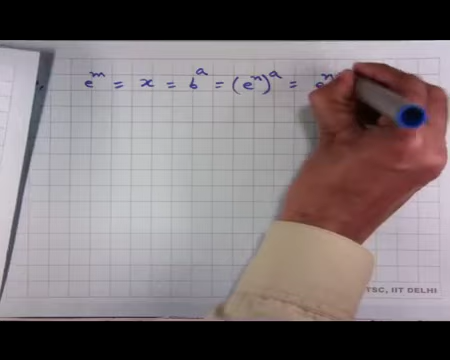 e^m = x = b^a = (e^n)^a = e^n
TSC, IIT DELHI